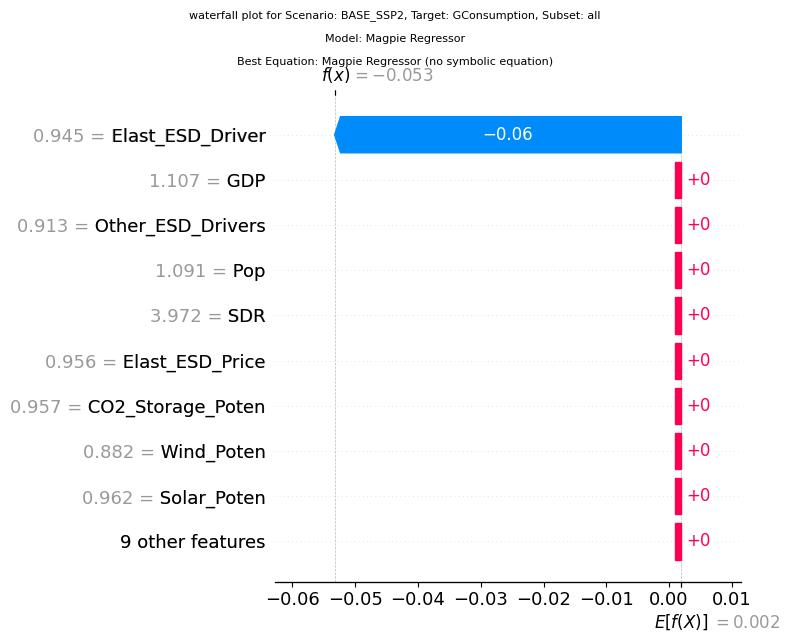 waterfall plot for Scenario: BASE_SSP2, Target: GConsumption, Subset: all
Model: Magpie Regressor
Best Equation: Magpie Regressor (no symbolic equation)
f(x) = −0.053
0.945 = Elast_ESD_Driver −0.06
1.107 = GDP +0
0.913 = Other_ESD_Drivers +0
1.091 = Pop +0
3.972 = SDR +0
0.956 = Elast_ESD_Price +0
0.957 = CO2_Storage_Poten +0
0.882 = Wind_Poten +0
0.962 = Solar_Poten +0
9 other features +0
−0.06 −0.05 −0.04 −0.03 −0.02 −0.01 0.00 0.01
E[f(X)] = 0.002